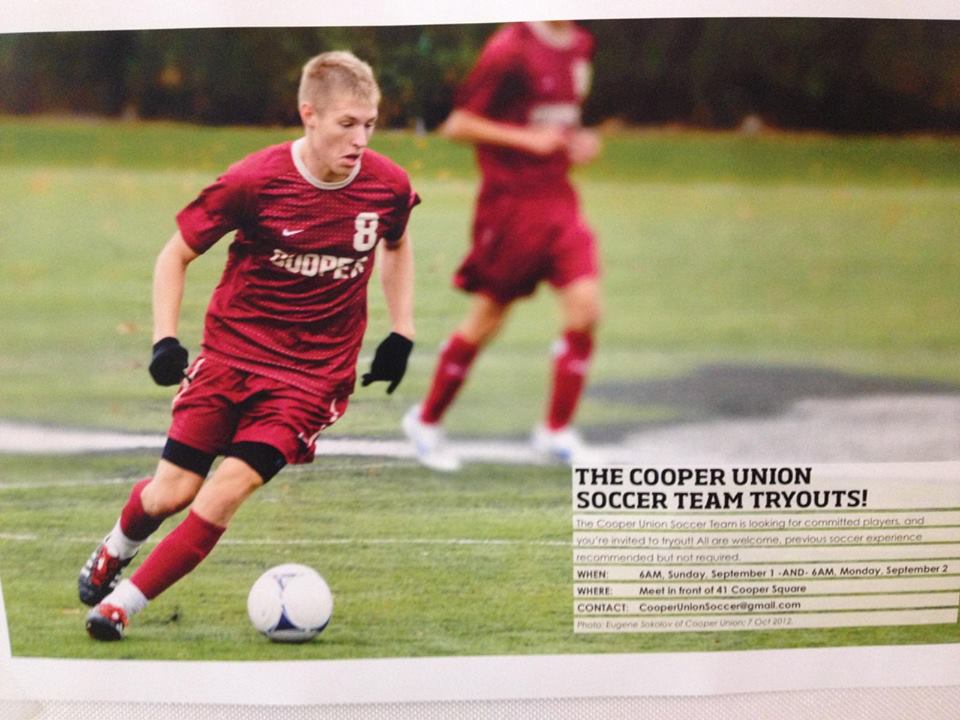 8
COOPER
THE COOPER UNION
SOCCER TEAM TRYOUTS!
The Cooper Union Soccer Team is looking for committed players, and
you're invited to tryout! All are welcome, previous soccer experience
recommended but not required.
WHEN: 6AM, Sunday, September 1 -AND- 6AM, Monday, September 2
WHERE: Meet in front of 41 Cooper Square
CONTACT: CooperUnionSoccer@gmail.com
Photo: Eugene Sokolov of Cooper Union; 7 Oct 2012.